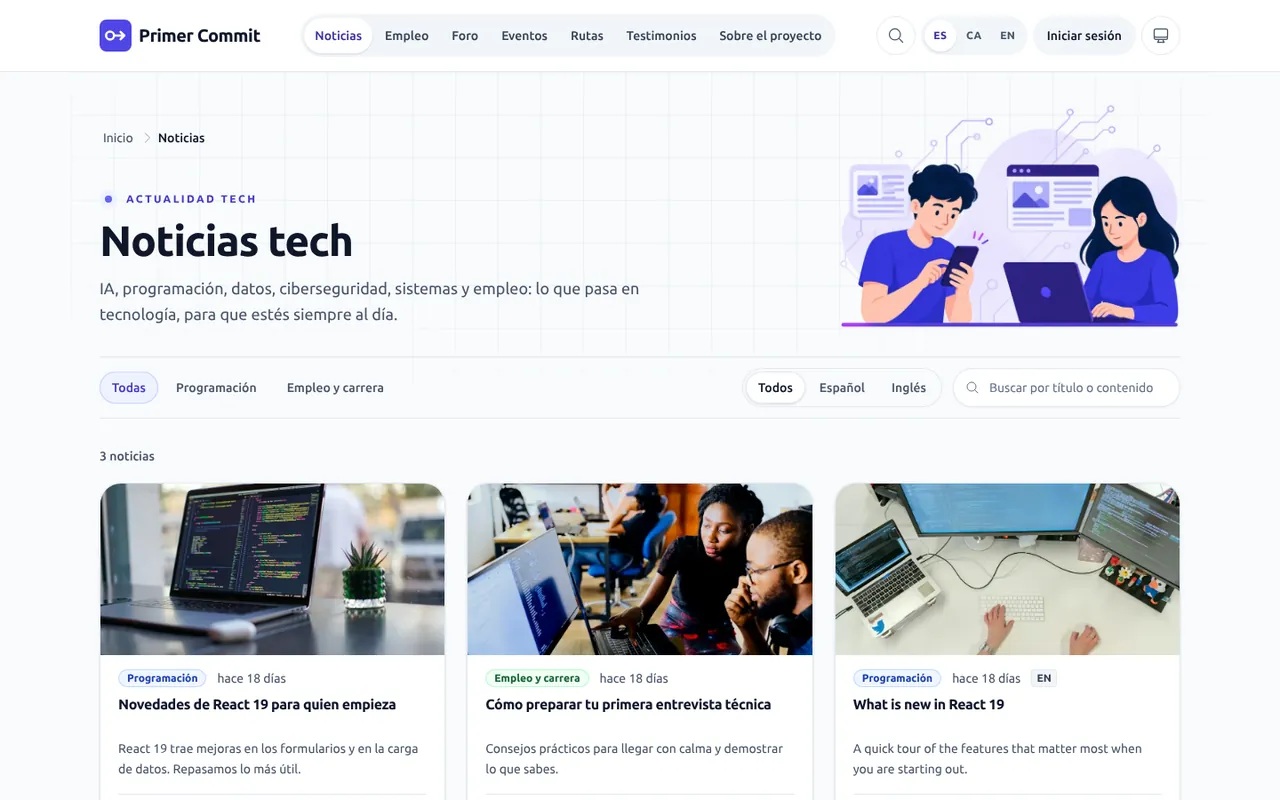 Primer Commit
Noticias
Empleo
Foro
Eventos
Rutas
Testimonios
Sobre el proyecto
ES
CA
EN
Iniciar sesión
Inicio
Noticias
ACTUALIDAD TECH
Noticias tech
IA, programación, datos, ciberseguridad, sistemas y empleo: lo que pasa en
tecnología, para que estés siempre al día.
Todas
Programación
Empleo y carrera
Todos
Español
Inglés
Buscar por título o contenido
3 noticias
Programación
hace 18 días
Novedades de React 19 para quien empieza
React 19 trae mejoras en los formularios y en la carga
de datos. Repasamos lo más útil.
Empleo y carrera
hace 18 días
Cómo preparar tu primera entrevista técnica
Consejos prácticos para llegar con calma y demostrar
lo que sabes.
Programación
hace 18 días
EN
What is new in React 19
A quick tour of the features that matter most when
you are starting out.